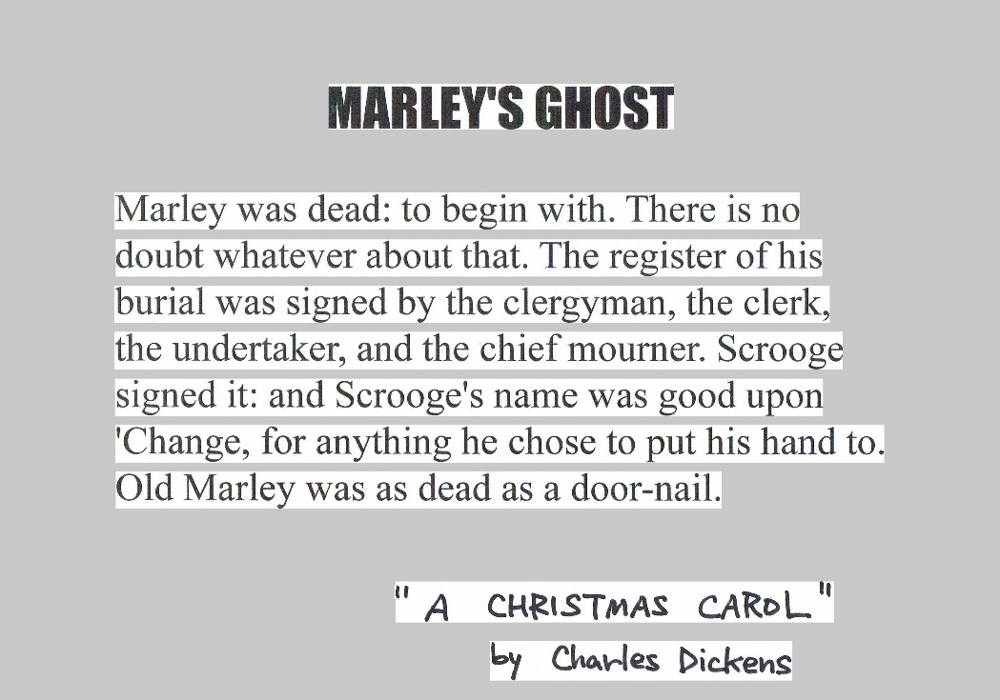 MARLEY'S GHOST
Marley was dead: to begin with. There is no
doubt whatever about that. The register of his
burial was signed by the clergyman, the clerk,
the undertaker, and the chief mourner. Scrooge
signed it: and Scrooge's name was good upon
'Change, for anything he chose to put his hand to.
Old Marley was as dead as a door-nail.
"A CHRISTMAS CAROL"
by Charles Dickens